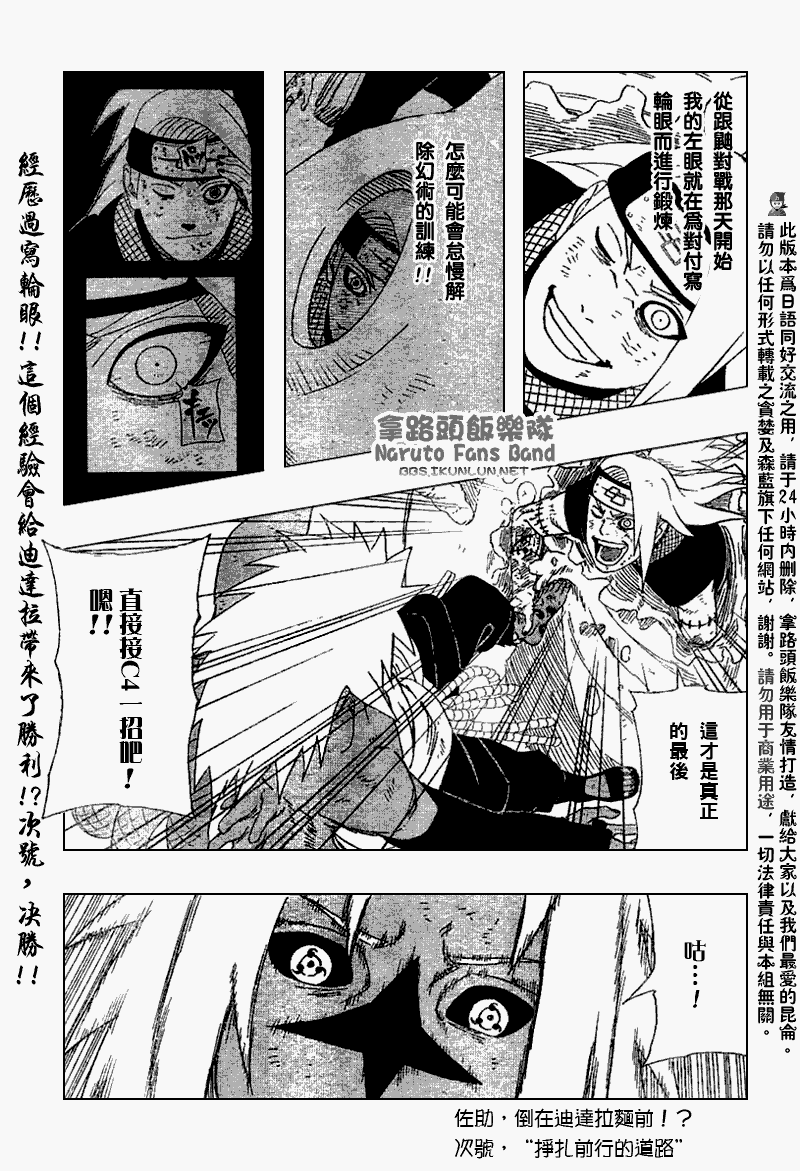 從跟鼬對戰那天開始
我的左眼就在為對付寫
輪眼而進行鍛煉
怎麼可能會怠慢解
除幻術的訓練!!
拿路頭飯樂隊
Naruto Fans Band
BBS.IKUNLUN.NET
這才是真正
的最後
直接接C4一招吧!
嗯!!
咕…!
經歷過寫輪眼!!這個經驗會給迪達拉帶來了勝利!?次號,决勝!!
此版本爲日語同好交流之用,請于24小時内删除,拿路頭飯樂隊友情打造,獻給大家以及我們最愛的昆侖。
請勿以任何形式轉載之貪婪及森藍旗下任何網站,謝謝。請勿用于商業用途,一切法律責任與本組無關。
佐助,倒在迪達拉麵前!?
次號,“掙扎前行的道路”